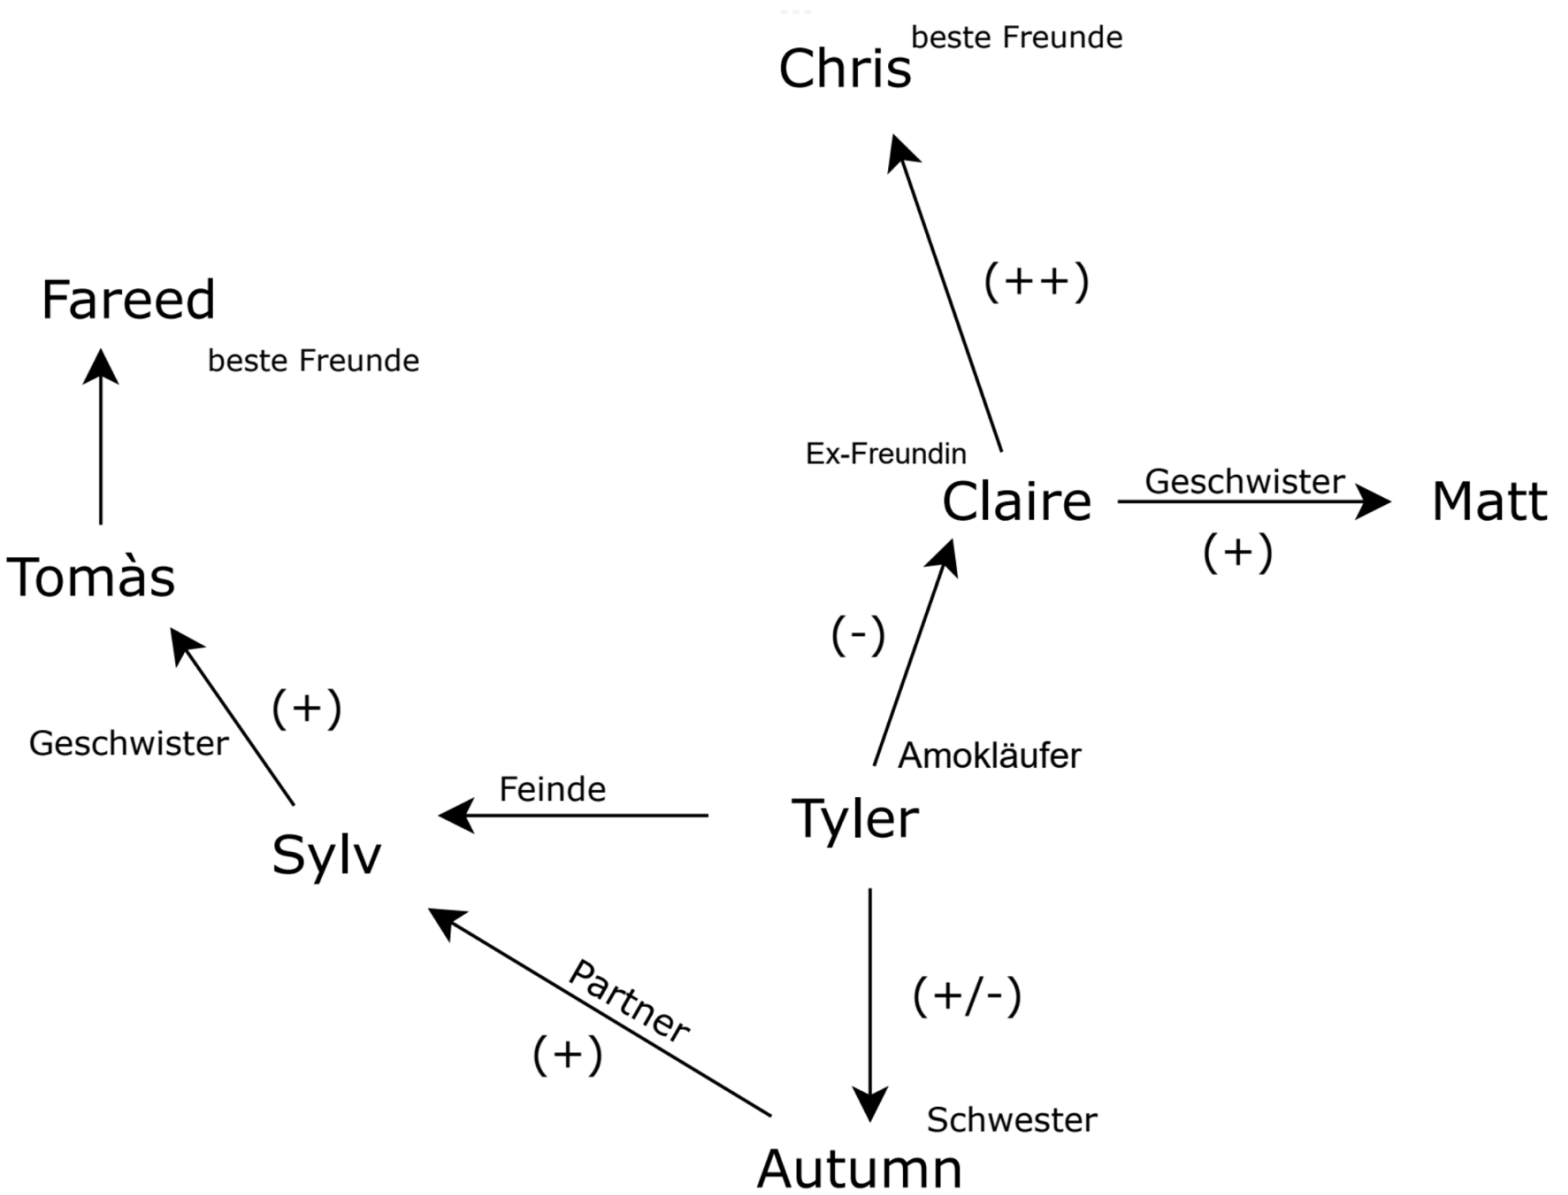 beste Freunde
Chris
(++)
Fareed
beste Freunde
Ex-Freundin
Claire
Geschwister
Matt
(+)
Tomàs
(-)
(+)
Geschwister
Amokläufer
Feinde
Tyler
Sylv
Partner
(+)
(+/-)
Schwester
Autumn